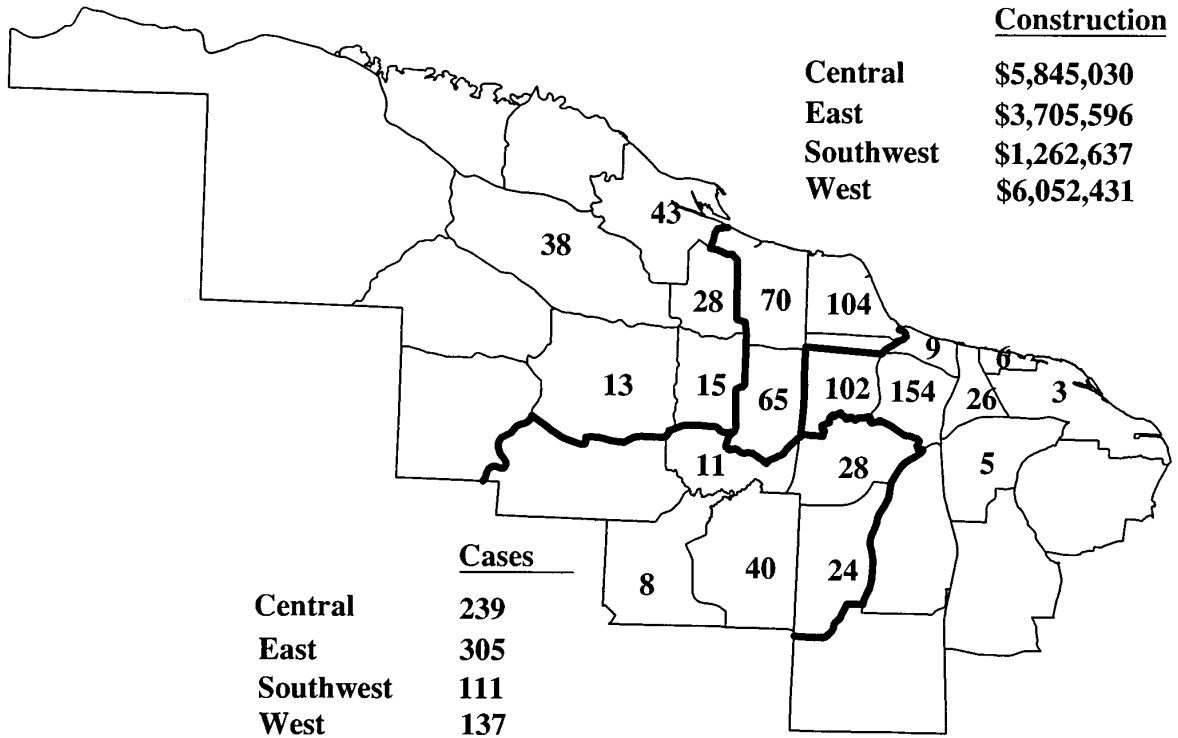 Construction
Central $5,845,030
East $3,705,596
Southwest $1,262,637
West $6,052,431
43
38
28
70
104
9
6
13
15
65
102
154
26
3
11
28
5
8
40
24
Cases
Central 239
East 305
Southwest 111
West 137